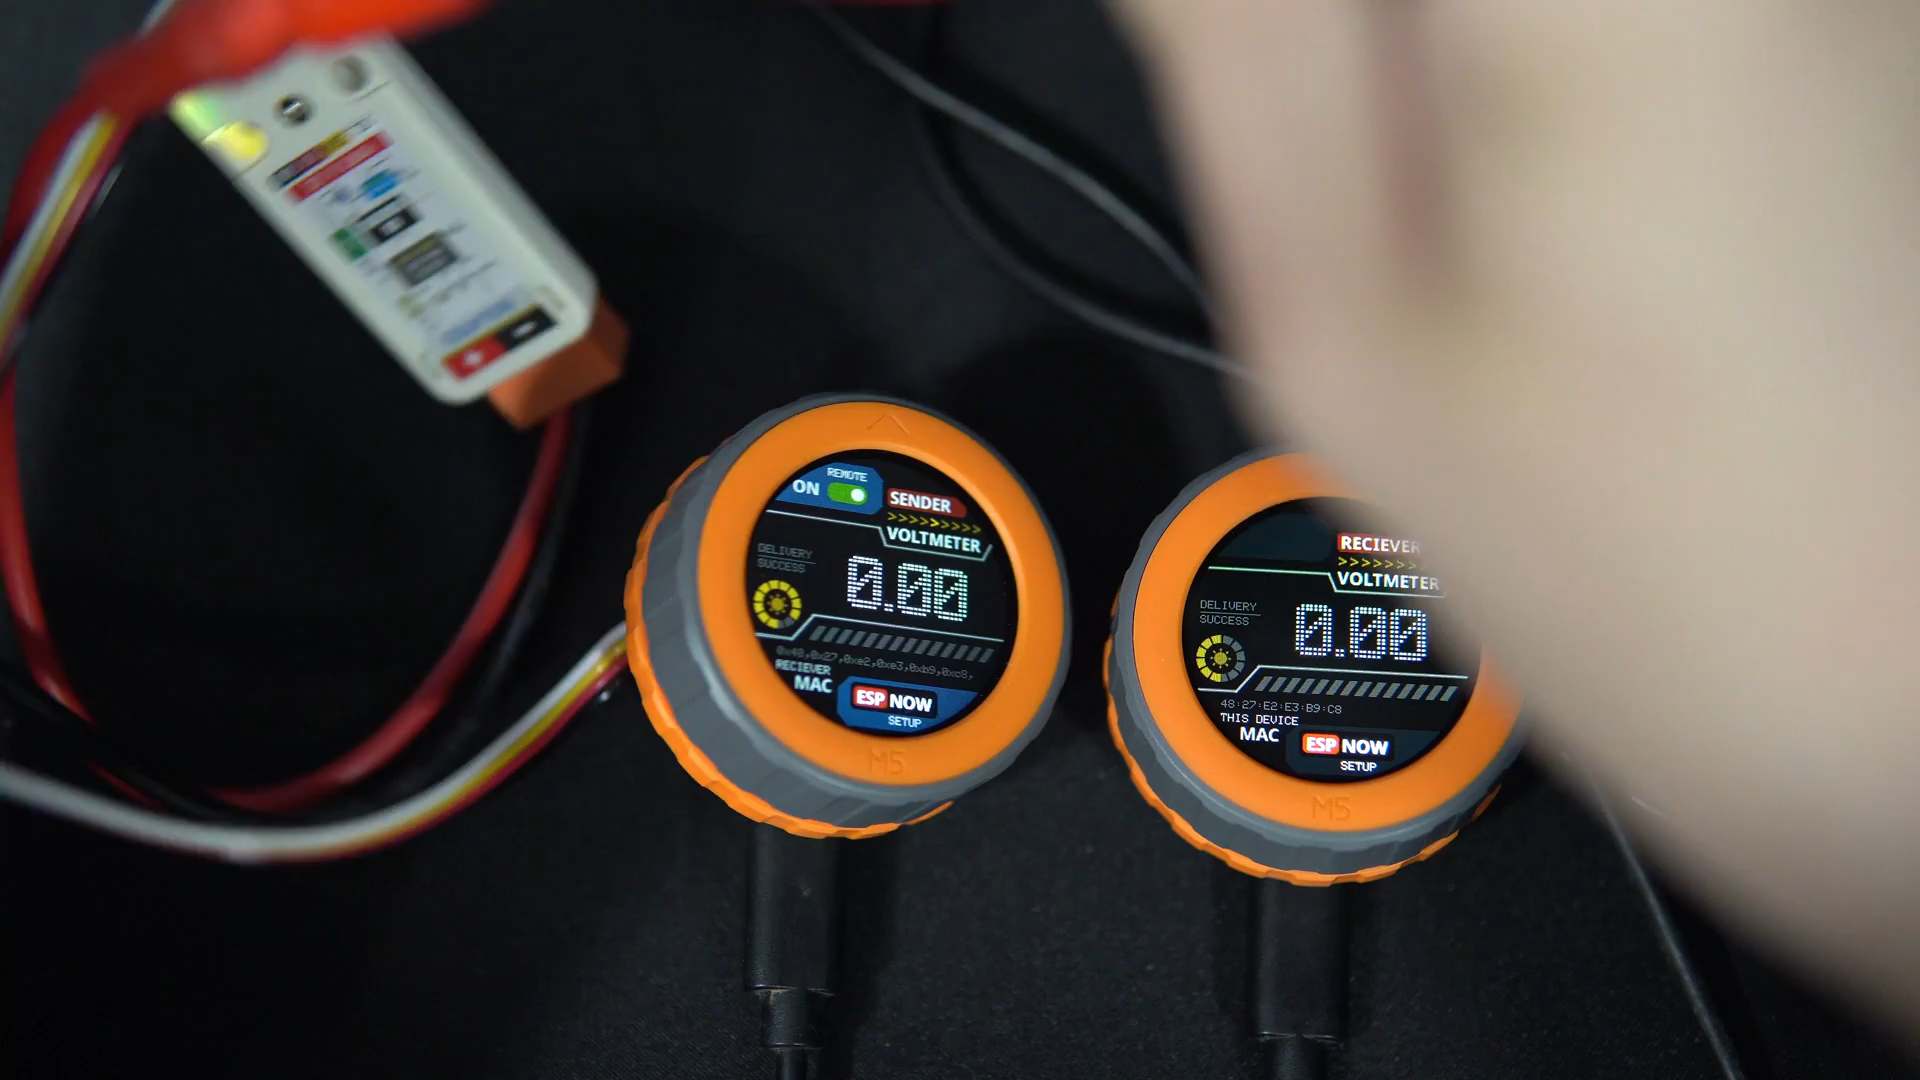 REMOTE
ON
SENDER
>>>>>>>>>
VOLTMETER
DELIVERY
SUCCESS
0.00
0x48,0x27,0xe2,0xe3,0xb9,0xc8,
RECIEVER
MAC
ESP NOW
SETUP
M5
RECIEVER
VOLTMETER
DELIVERY
SUCCESS
0.00
48:27:E2:E3:B9:C8
THIS DEVICE
MAC
ESP NOW
SETUP
M5